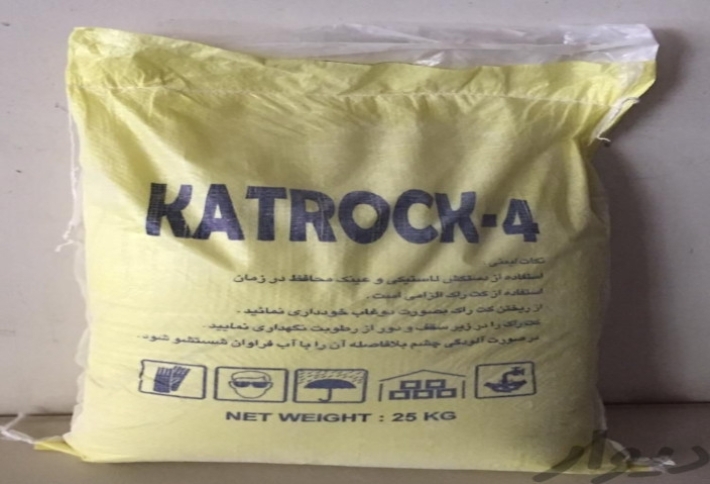 KATROCK-4
نکات ایمنی:
استفاده از دستکش لاستیکی و عینک محافظ در زمان
استفاده از کت راک الزامی است.
از ریختن کت راک بصورت دوغاب خودداری نمائید.
کت راک را در زیر سقف و دور از رطوبت نگهداری نمایید.
در صورت آلودگی چشم بلافاصله آن را با آب فراوان شستشو شود.
NET WEIGHT : 25 KG
دیوار